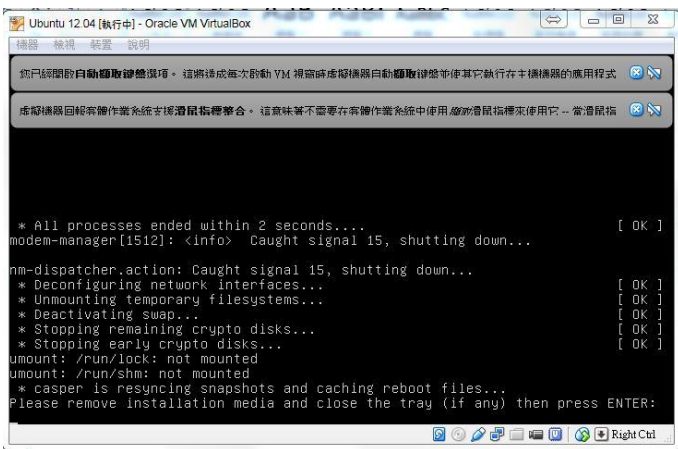 Ubuntu 12.04 [執行中] - Oracle VM VirtualBox
機器 檢視 裝置 說明
您已經開啟自動擷取鍵盤選項。這將造成每次啟動 VM 視窗時虛擬機器自動擷取鍵盤並使其它執行在主機機器的應用程式
虛擬機器回報客體作業系統支援滑鼠指標整合。這意味著不需要在客體作業系統中使用 擷取滑鼠指標來使用它 -- 當滑鼠指
* All processes ended within 2 seconds.... [ OK ]
modem-manager[1512]: <info> Caught signal 15, shutting down...
nm-dispatcher.action: Caught signal 15, shutting down...
* Deconfiguring network interfaces... [ OK ]
* Unmounting temporary filesystems... [ OK ]
* Deactivating swap... [ OK ]
* Stopping remaining crypto disks... [ OK ]
* Stopping early crypto disks... [ OK ]
umount: /run/lock: not mounted
umount: /run/shm: not mounted
* casper is resyncing snapshots and caching reboot files...
Please remove installation media and close the tray (if any) then press ENTER:
Right Ctrl